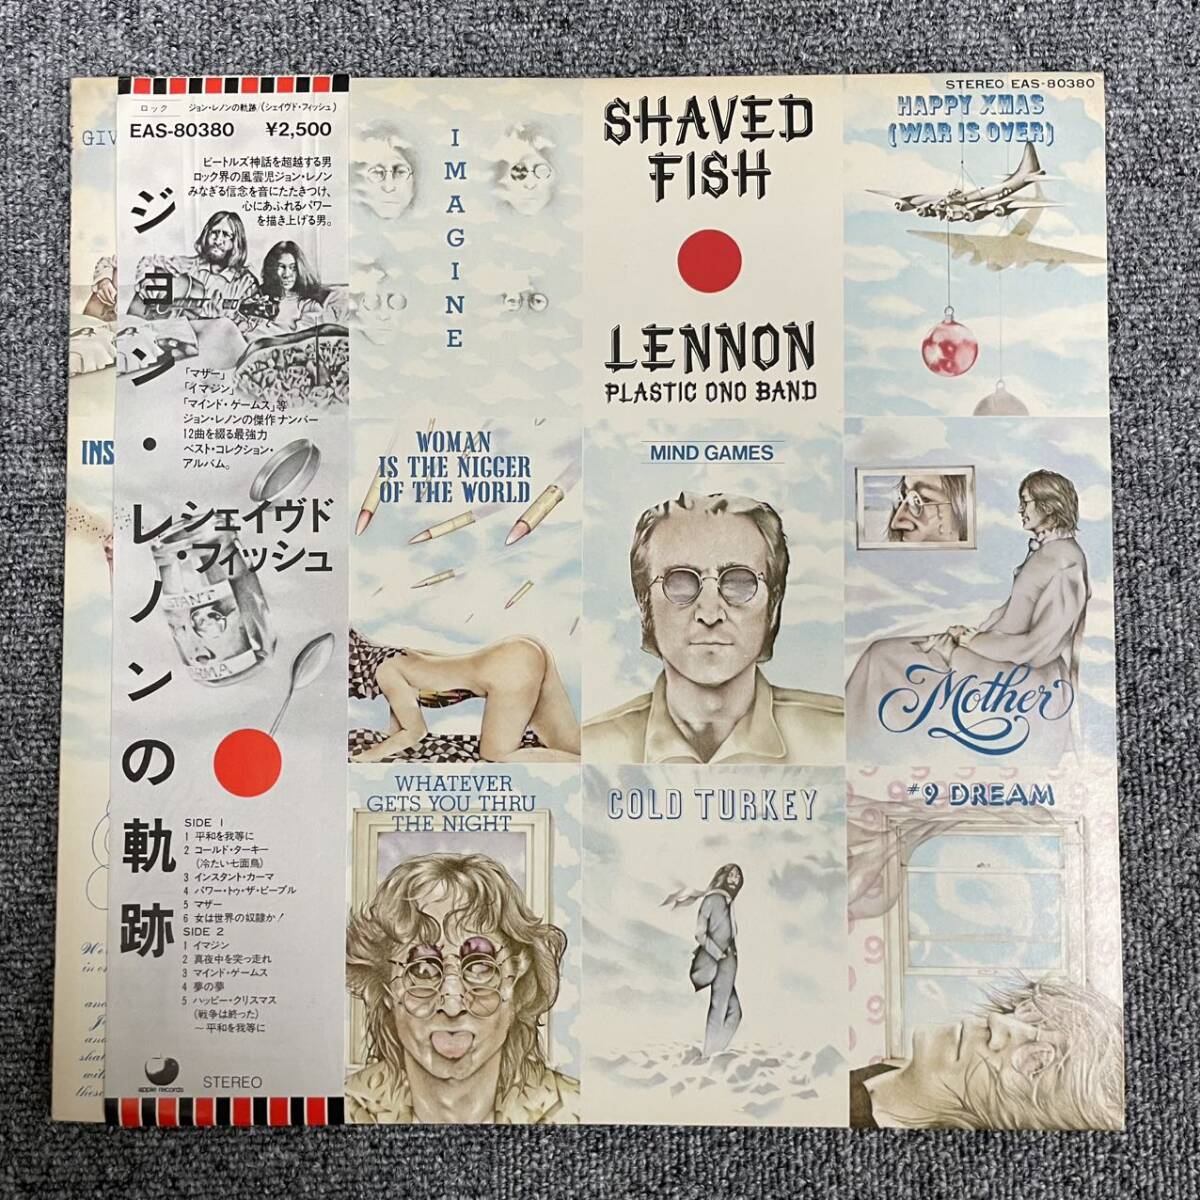 ロック
ジョン・レノンの軌跡/(シェイヴド・フィッシュ)
EAS-80380 ¥2,500
ビートルズ神話を超越する男
ロック界の風雲児ジョン・レノン
みなぎる信念を音にたたきつけ、
心にあふれるパワー
を描き上げる男。
ジョン・レノンの軌跡
「マザー」
「イマジン」
「マインド・ゲームス」等
ジョン・レノンの傑作ナンバー
12曲を綴る最強力
ベスト・コレクション・
アルバム。
シェイヴド
・フィッシュ
SIDE 1
1 平和を我等に
2 コールド・ターキー
(冷たい七面鳥)
3 インスタント・カーマ
4 パワー・トゥ・ザ・ピープル
5 マザー
6 女は世界の奴隷か!
SIDE 2
1 イマジン
2 真夜中を突っ走れ
3 マインド・ゲームス
4 夢の夢
5 ハッピー・クリスマス
(戦争は終った)
~平和を我等に
apple records
STEREO
GIV
INS
IMAGINE
SHAVED
FISH
LENNON
PLASTIC ONO BAND
STEREO EAS-80380
HAPPY XMAS
(WAR IS OVER)
WOMAN
IS THE NIGGER
OF THE WORLD
MIND GAMES
Mother
WHATEVER
GETS YOU THRU
THE NIGHT
COLD TURKEY
#9 DREAM